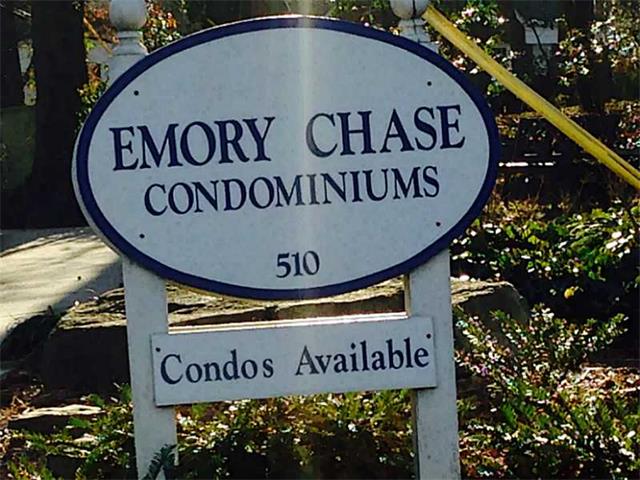 EMORY CHASE
CONDOMINIUMS
510
Condos Available